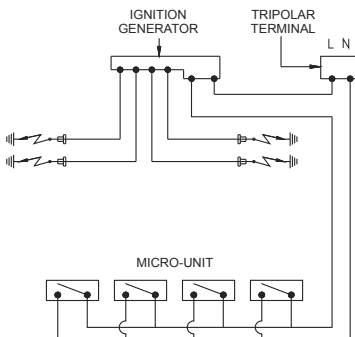 IGNITION
GENERATOR
TRIPOLAR
TERMINAL
L N
MICRO-UNIT